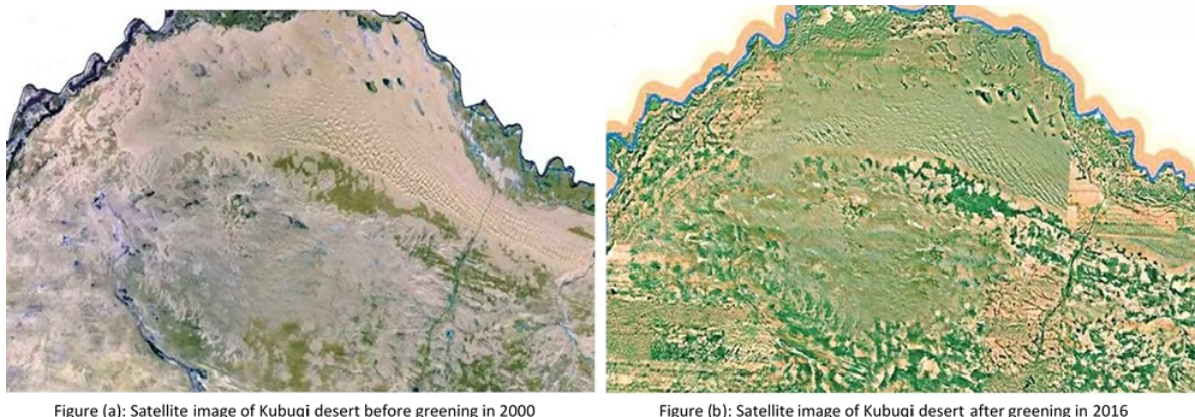 Figure (a): Satellite image of Kubuqi desert before greening in 2000
Figure (b): Satellite image of Kubuqi desert after greening in 2016